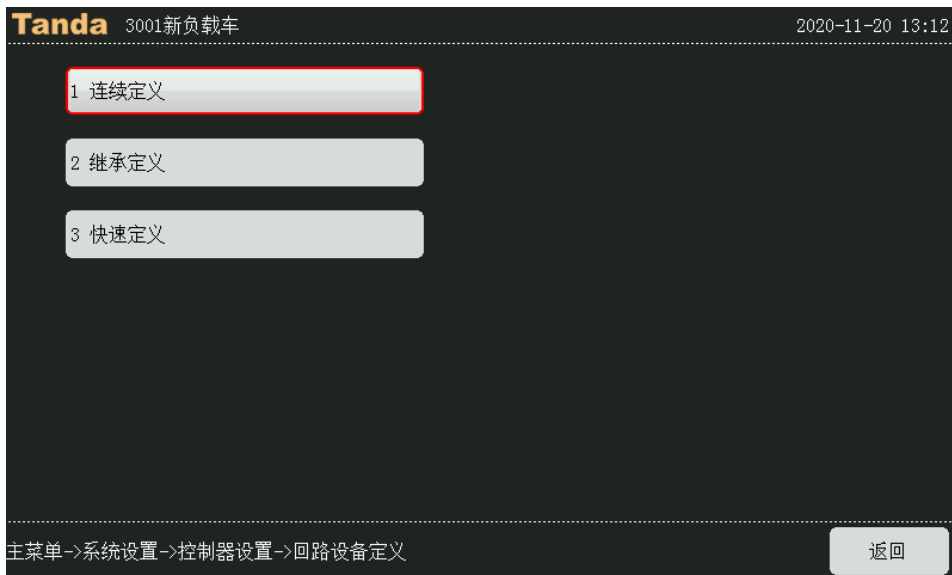 Tanda 3001新负载车 2020-11-20 13:12
1 连续定义
2 继承定义
3 快速定义
主菜单->系统设置->控制器设置->回路设备定义 返回